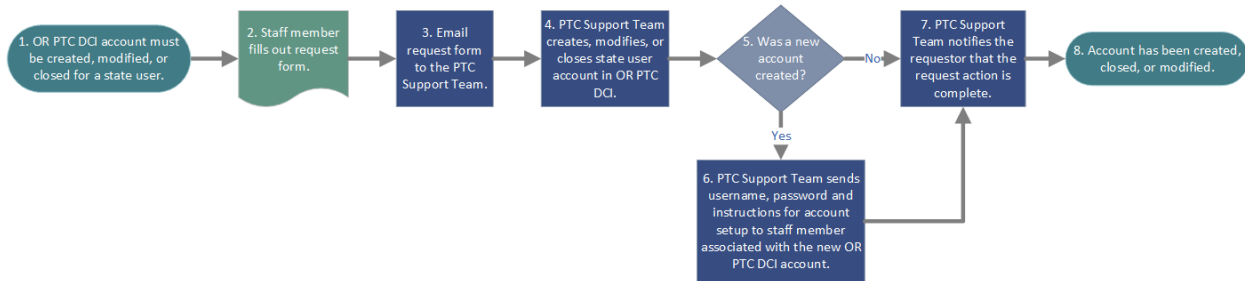 1. OR PTC DCI account must
be created, modified, or
closed for a state user.
2. Staff member
fills out request
form.
3. Email
request form
to the PTC
Support Team.
4. PTC Support Team
creates, modifies, or
closes state user
account in OR PTC
DCI.
5. Was a new
account
created?
No
Yes
6. PTC Support Team sends
username, password and
instructions for account
setup to staff member
associated with the new OR
PTC DCI account.
7. PTC Support
Team notifies the
requestor that the
request action is
complete.
8. Account has been created,
closed, or modified.